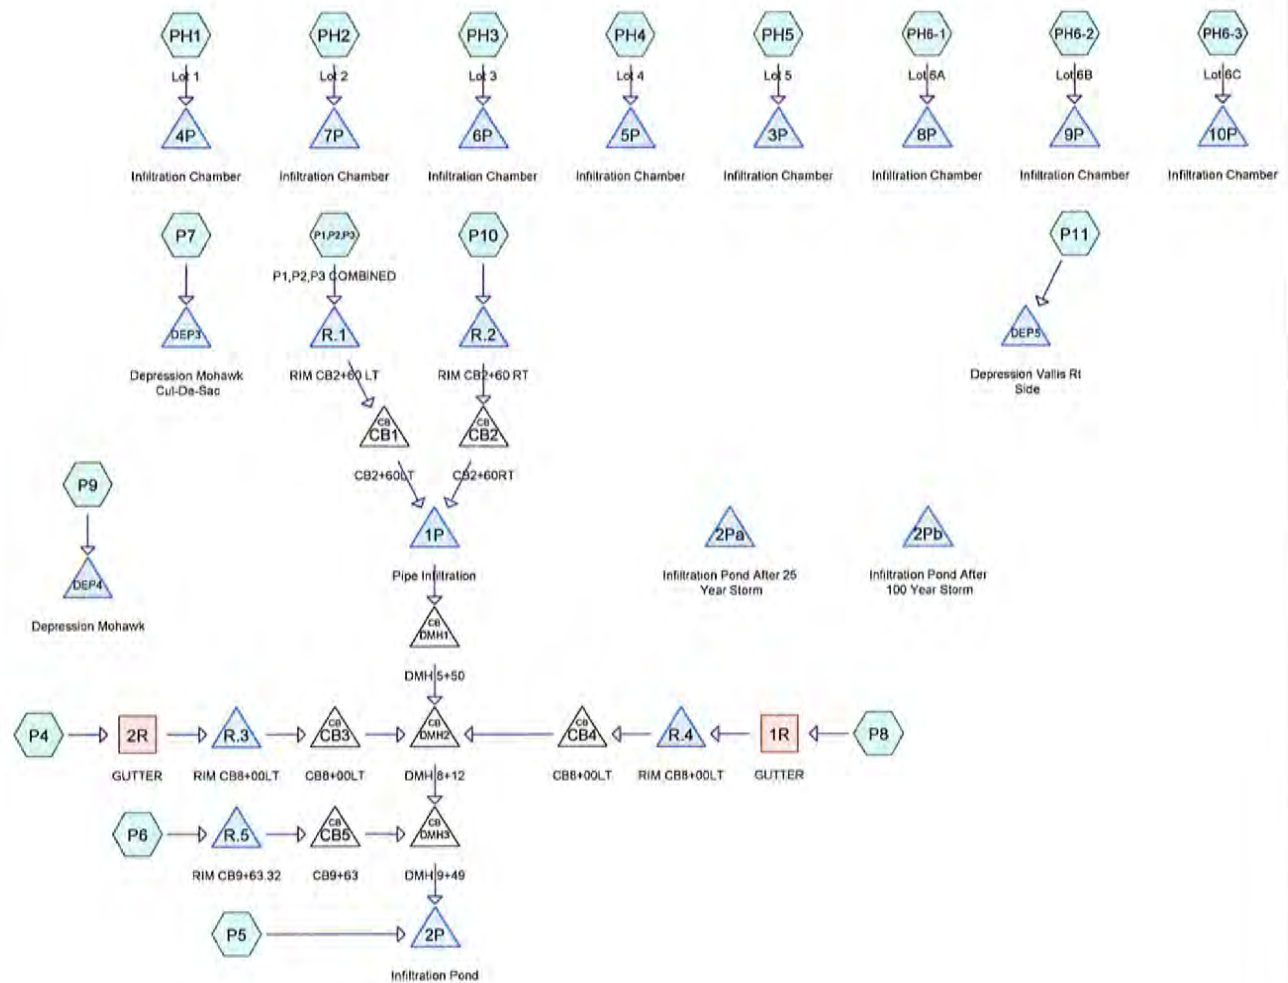 PH1 PH2 PH3 PH4 PH5 PH6-1 PH6-2 PH6-3
Lot 1 Lot 2 Lot 3 Lot 4 Lot 5 Lot 6A Lot 6B Lot 6C
4P 7P 6P 5P 3P 8P 9P 10P
Infiltration Chamber Infiltration Chamber Infiltration Chamber Infiltration Chamber Infiltration Chamber Infiltration Chamber Infiltration Chamber Infiltration Chamber
P7 P1,P2,P3 P10 P11
P1,P2,P3 COMBINED
DEP3 R.1 R.2 DEP5
Depression Mohawk
Cul-De-Sac
RIM CB2+60 LT RIM CB2+60 RT
Depression Vallis Rt
Side
CB CB
CB1 CB2
CB2+60LT CB2+60RT
P9
1P 2Pa 2Pb
Pipe Infiltration
Infiltration Pond After 25
Year Storm
Infiltration Pond After
100 Year Storm
DEP4
Depression Mohawk
CB
DMH1
DMH 5+50
P4 2R R.3 CB CB3 CB DMH2 CB CB4 R.4 1R P8
GUTTER RIM CB8+00LT CB8+00LT DMH 8+12 CB8+00LT RIM CB8+00LT GUTTER
P6 R.5 CB CB5 CB DMH3
RIM CB9+63.32 CB9+63 DMH 9+49
P5 2P
Infiltration Pond